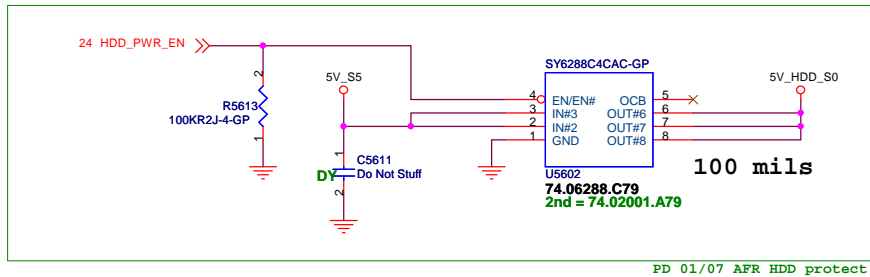 24 HDD_PWR_EN
SY6288C4CAC-GP
5V_S5
5V_HDD_S0
2
R5613
100KR2J-4-GP
1
4
EN/EN#
OCB
5
3
IN#3
OUT#6
6
2
IN#2
OUT#7
7
1
GND
OUT#8
8
1
C5611
DY
Do Not Stuff
2
U5602
74.06288.C79
2nd = 74.02001.A79
100 mils
PD 01/07 AFR HDD protect